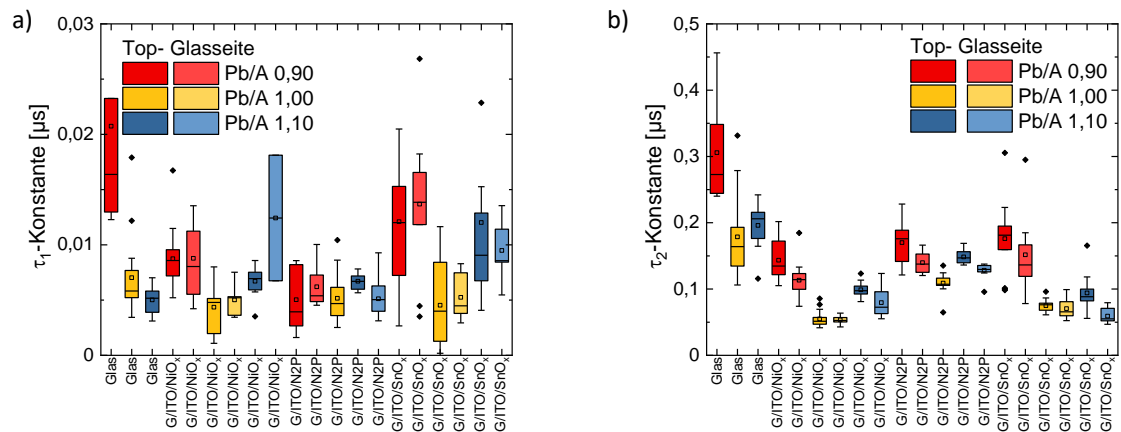 a)
τ₁-Konstante [µs]
0,03
0,02
0,01
0
Top- Glasseite
Pb/A 0,90
Pb/A 1,00
Pb/A 1,10
Glas
Glas
Glas
G/ITO/NiOₓ
G/ITO/NiOₓ
G/ITO/NiOₓ
G/ITO/NiOₓ
G/ITO/NiOₓ
G/ITO/NiOₓ
G/ITO/N2P
G/ITO/N2P
G/ITO/N2P
G/ITO/N2P
G/ITO/N2P
G/ITO/SnOₓ
G/ITO/SnOₓ
G/ITO/SnOₓ
G/ITO/SnOₓ
G/ITO/SnOₓ
G/ITO/SnOₓ
b)
τ₂-Konstante [µs]
0,5
0,4
0,3
0,2
0,1
0,0
Top- Glasseite
Pb/A 0,90
Pb/A 1,00
Pb/A 1,10
Glas
Glas
Glas
G/ITO/NiOₓ
G/ITO/NiOₓ
G/ITO/NiOₓ
G/ITO/NiOₓ
G/ITO/NiOₓ
G/ITO/NiOₓ
G/ITO/N2P
G/ITO/N2P
G/ITO/N2P
G/ITO/N2P
G/ITO/N2P
G/ITO/SnOₓ
G/ITO/SnOₓ
G/ITO/SnOₓ
G/ITO/SnOₓ
G/ITO/SnOₓ
G/ITO/SnOₓ